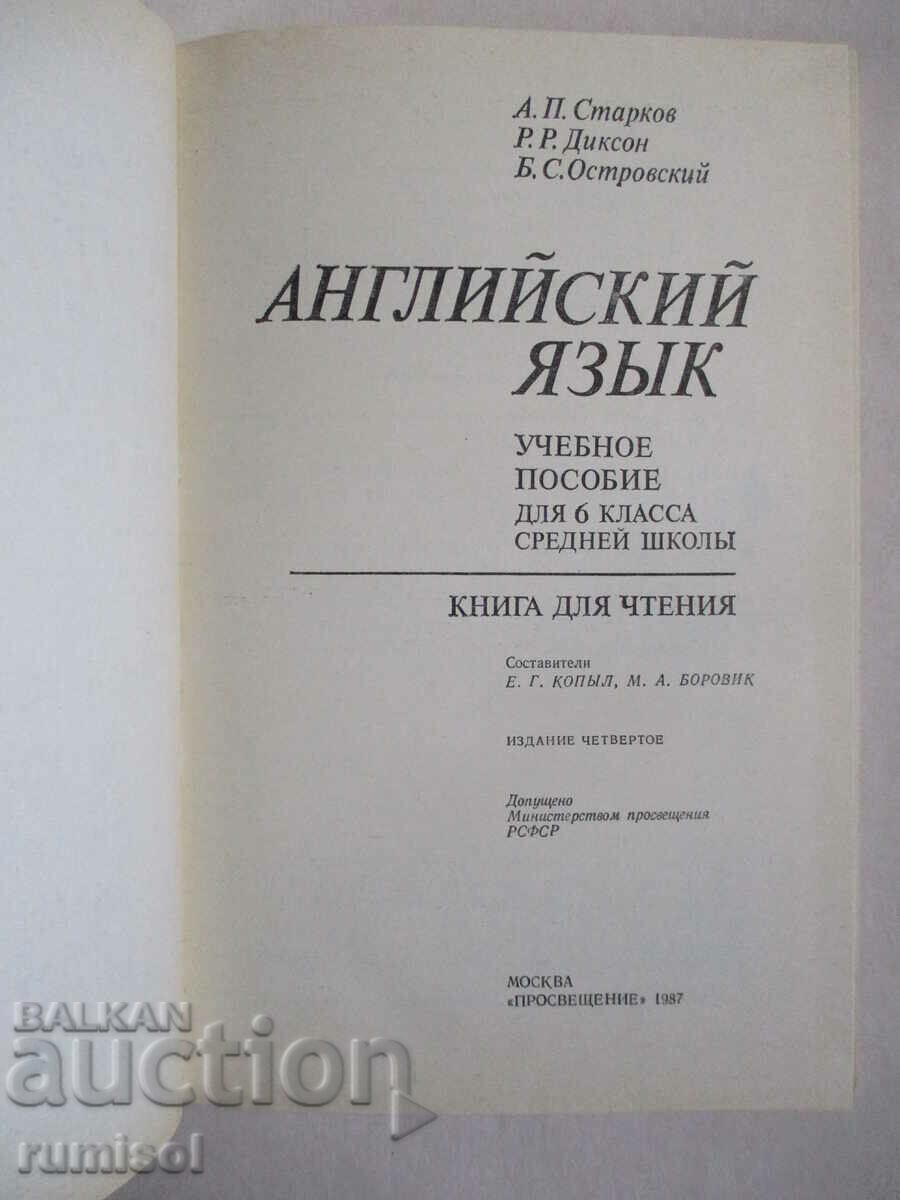 А. П. Старков
Р. Р. Диксон
Б. С. Островский
АНГЛИЙСКИЙ
ЯЗЫК
УЧЕБНОЕ
ПОСОБИЕ
ДЛЯ 6 КЛАССА
СРЕДНЕЙ ШКОЛЫ
КНИГА ДЛЯ ЧТЕНИЯ
Составители
Е. Г. КОПЫЛ, М. А. БОРОВИК
ИЗДАНИЕ ЧЕТВЕРТОЕ
Допущено
Министерством просвещения
РСФСР
МОСКВА
«ПРОСВЕЩЕНИЕ» 1987
BALKAN
auction
rumisol